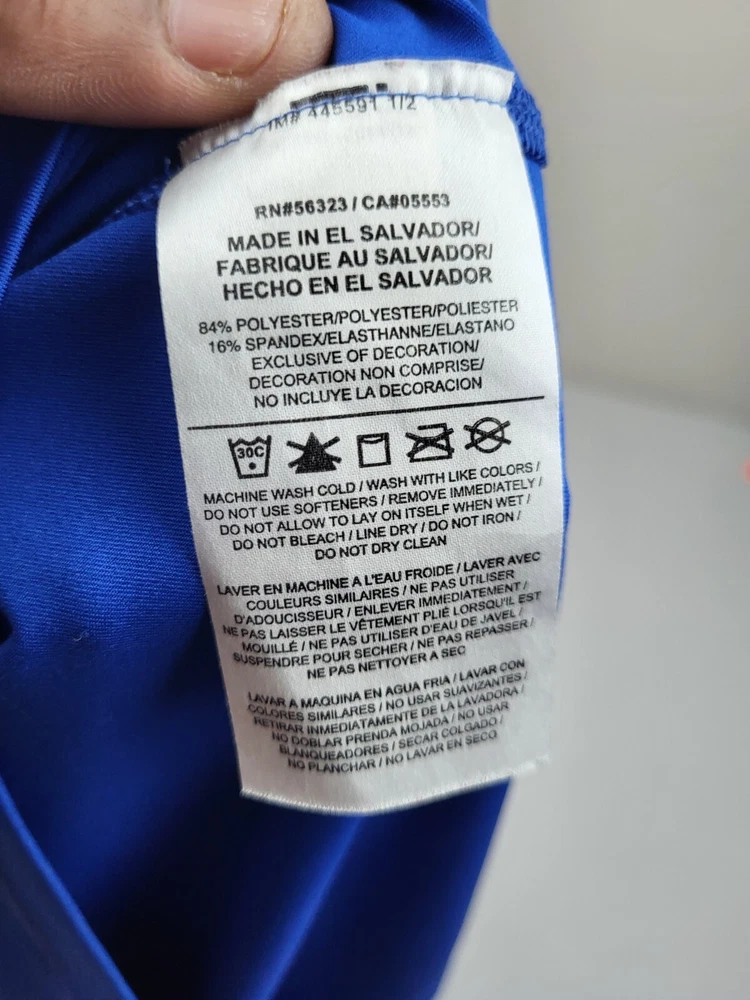 IM# 445591 1/2
RN#56323 / CA#05553
MADE IN EL SALVADOR/
FABRIQUE AU SALVADOR/
HECHO EN EL SALVADOR
84% POLYESTER/POLYESTER/POLIESTER
16% SPANDEX/ELASTHANNE/ELASTANO
EXCLUSIVE OF DECORATION/
DECORATION NON COMPRISE/
NO INCLUYE LA DECORACION
30C
MACHINE WASH COLD / WASH WITH LIKE COLORS /
DO NOT USE SOFTENERS / REMOVE IMMEDIATELY /
DO NOT ALLOW TO LAY ON ITSELF WHEN WET /
DO NOT BLEACH / LINE DRY / DO NOT IRON /
DO NOT DRY CLEAN
LAVER EN MACHINE A L'EAU FROIDE / LAVER AVEC
COULEURS SIMILAIRES / NE PAS UTILISER
D'ADOUCISSEUR / ENLEVER IMMEDIATEMENT /
NE PAS LAISSER LE VÊTEMENT PLIÉ LORSQU'IL EST
MOUILLÉ / NE PAS UTILISER D'EAU DE JAVEL /
SUSPENDRE POUR SECHER / NE PAS REPASSER /
NE PAS NETTOYER A SEC
LAVAR A MAQUINA EN AGUA FRIA / LAVAR CON
COLORES SIMILARES / NO USAR SUAVIZANTES /
RETIRAR INMEDIATAMENTE DE LA LAVADORA /
NO DOBLAR PRENDA MOJADA / NO USAR
BLANQUEADORES / SECAR COLGADO /
NO PLANCHAR / NO LAVAR EN SECO